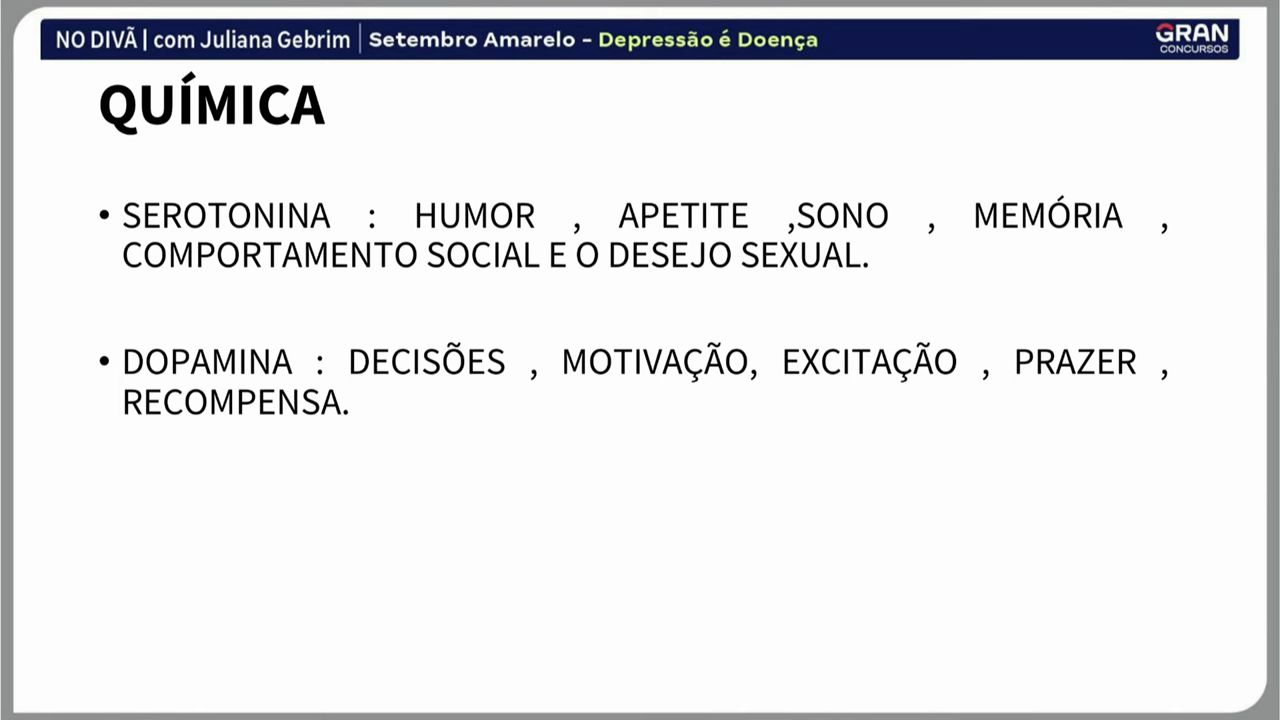 NO DIVÃ | com Juliana Gebrim | Setembro Amarelo – Depressão é Doença
GRAN
CONCURSOS
QUÍMICA
• SEROTONINA : HUMOR , APETITE ,SONO , MEMÓRIA ,
COMPORTAMENTO SOCIAL E O DESEJO SEXUAL.
• DOPAMINA : DECISÕES , MOTIVAÇÃO, EXCITAÇÃO , PRAZER ,
RECOMPENSA.